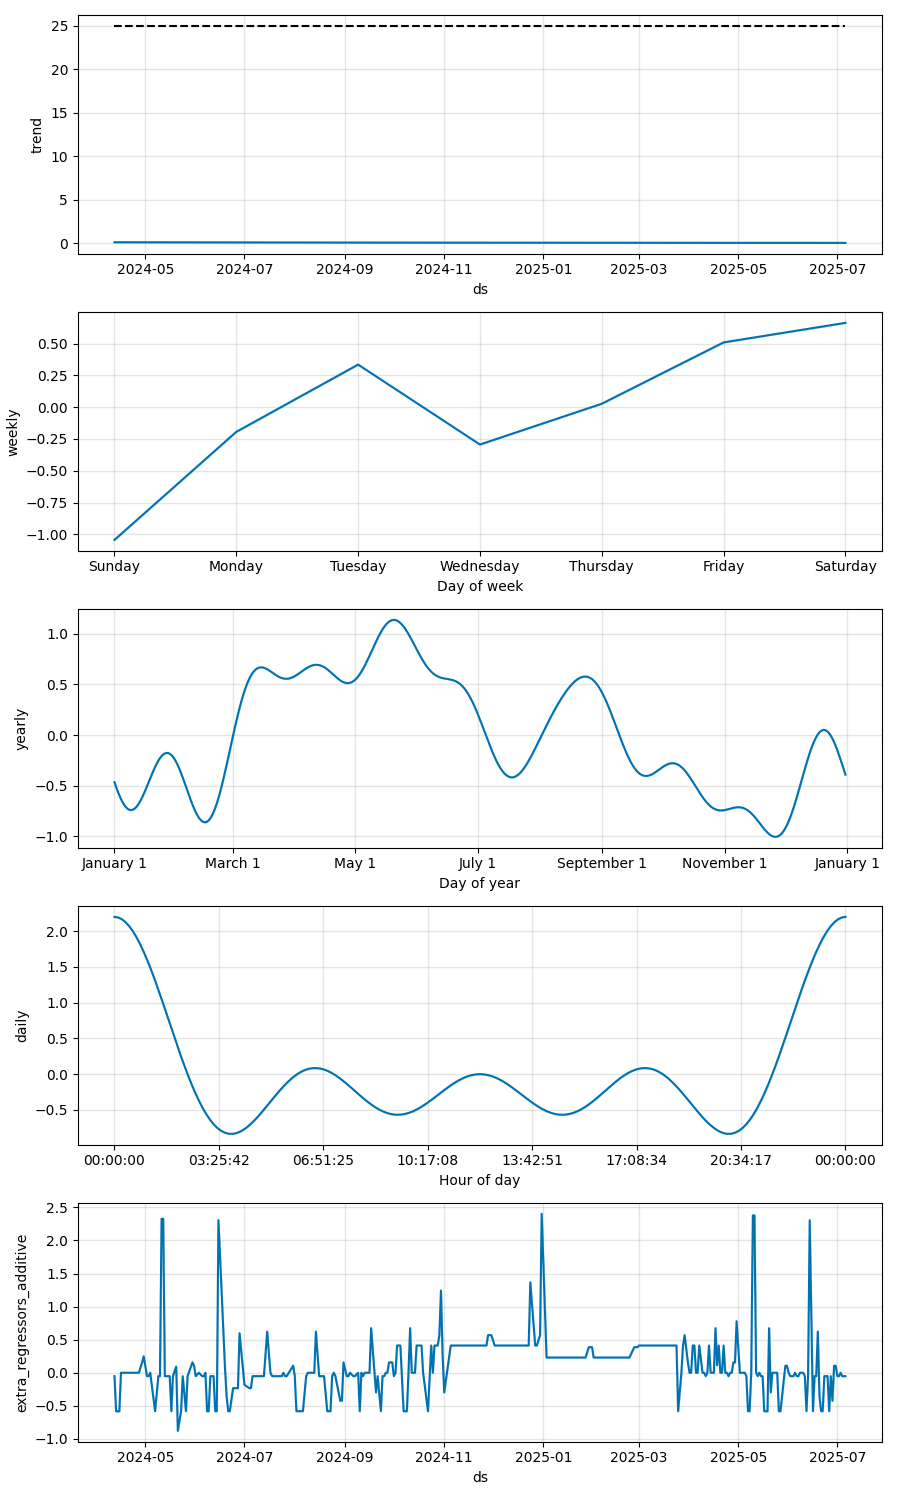 25
20
15
10
5
0
trend
2024-05 2024-07 2024-09 2024-11 2025-01 2025-03 2025-05 2025-07
ds
0.50
0.25
0.00
−0.25
−0.50
−0.75
−1.00
weekly
Sunday Monday Tuesday Wednesday Thursday Friday Saturday
Day of week
1.0
0.5
0.0
−0.5
−1.0
yearly
January 1 March 1 May 1 July 1 September 1 November 1 January 1
Day of year
2.0
1.5
1.0
0.5
0.0
−0.5
daily
00:00:00 03:25:42 06:51:25 10:17:08 13:42:51 17:08:34 20:34:17 00:00:00
Hour of day
2.5
2.0
1.5
1.0
0.5
0.0
−0.5
−1.0
extra_regressors_additive
2024-05 2024-07 2024-09 2024-11 2025-01 2025-03 2025-05 2025-07
ds